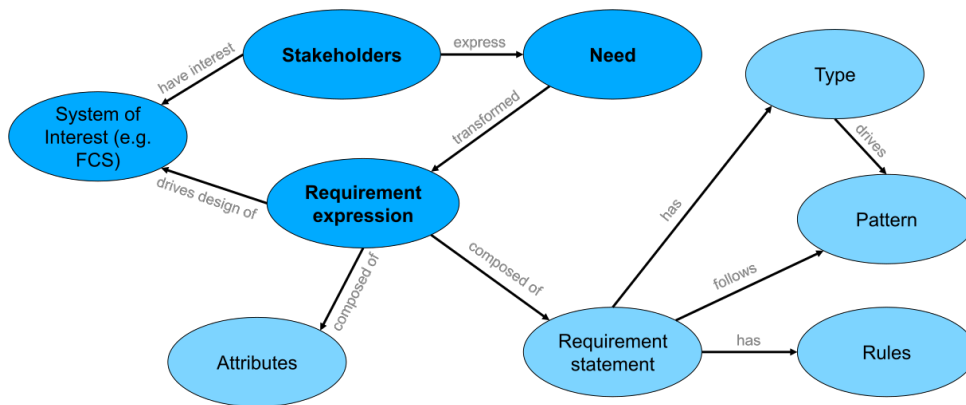 Stakeholders
express
Need
have interest
Type
System of
Interest (e.g.
FCS)
transformed
drives
drives design of
Requirement
expression
has
Pattern
composed of
composed of
follows
Attributes
Requirement
statement
has
Rules